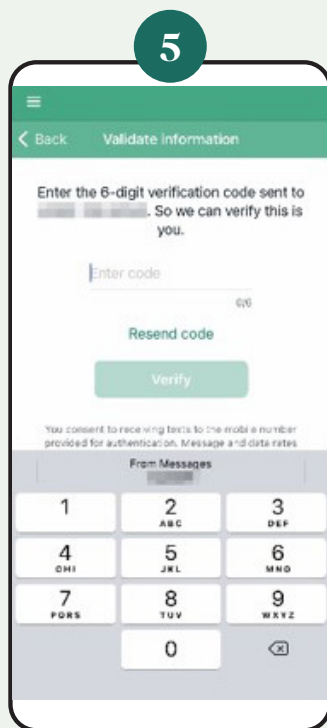 5
Back Validate information
Enter the 6-digit verification code sent to
. So we can verify this is
you.
Enter code
0/6
Resend code
Verify
You consent to receiving texts to the mobile number
provided for authentication. Message and data rates
From Messages
1 2 3
ABC DEF
4 5 6
GHI JKL MNO
7 8 9
PQRS TUV WXYZ
0